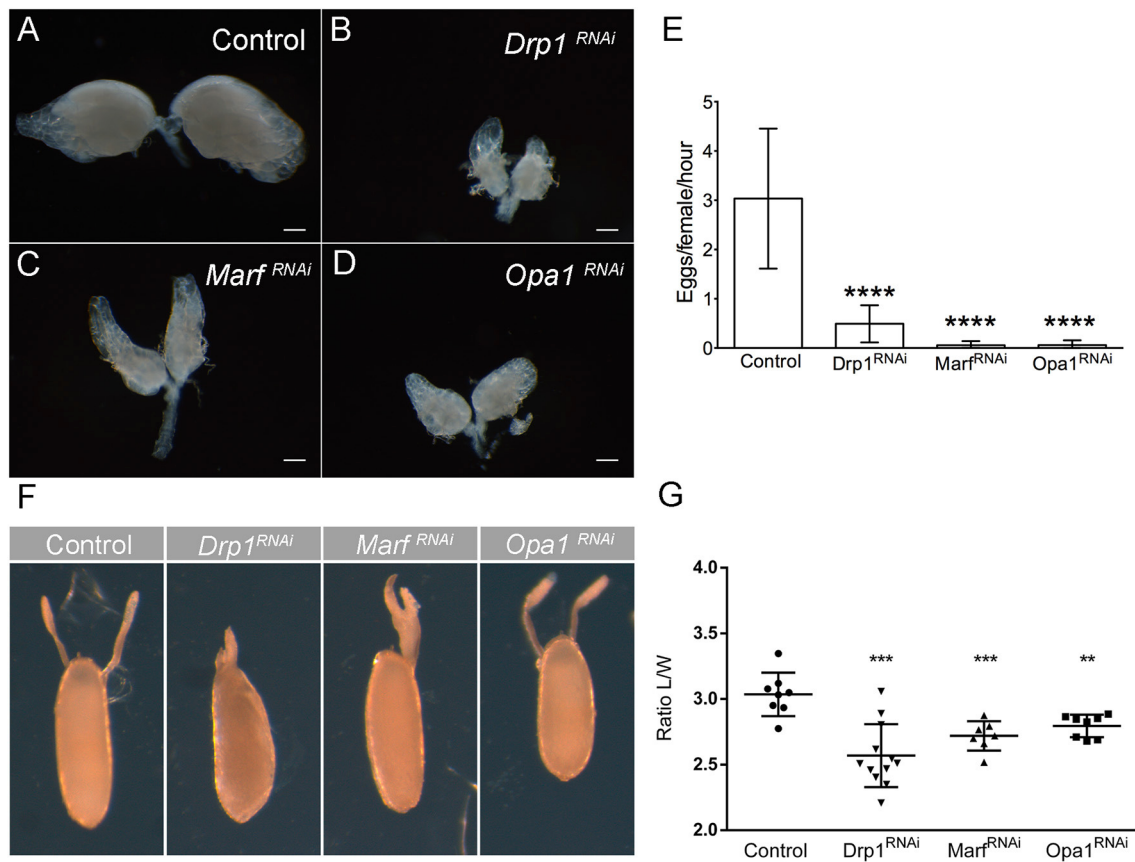 A
Control
B
Drp1 RNAi
C
Marf RNAi
D
Opa1 RNAi
E
5
4
3
2
1
0
Eggs/female/hour
****
****
****
Control
Drp1RNAi
MarfRNAi
Opa1RNAi
F
Control
Drp1RNAi
Marf RNAi
Opa1 RNAi
G
4.0
3.5
3.0
2.5
2.0
Ratio L/W
***
***
**
Control
Drp1RNAi
MarfRNAi
Opa1RNAi